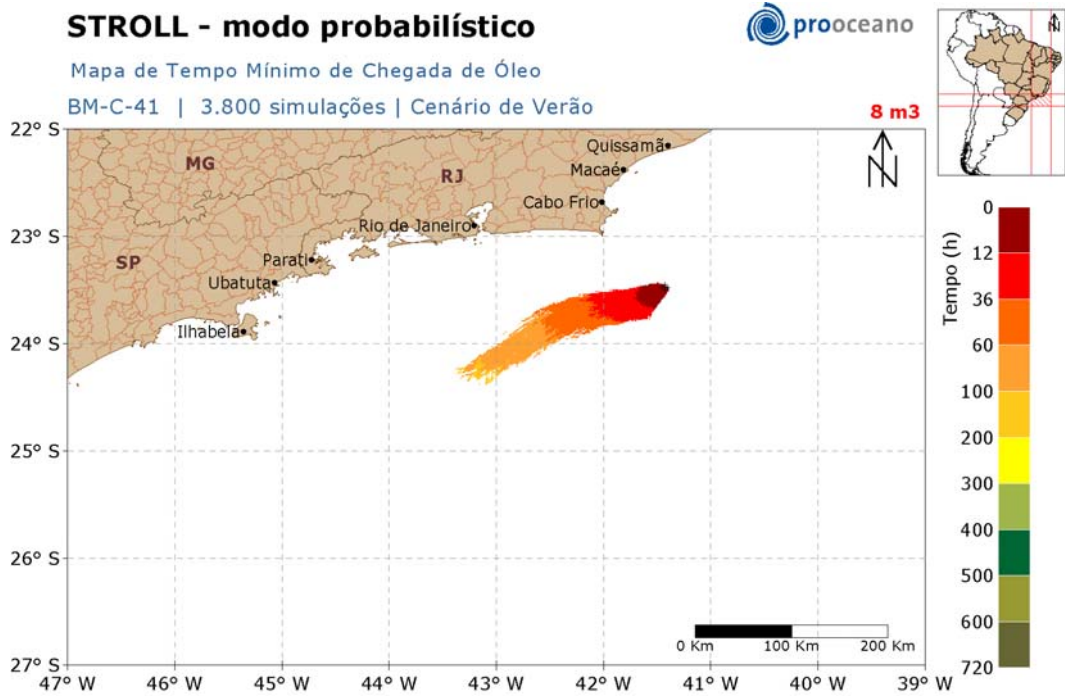 STROLL - modo probabilístico
prooceano
Mapa de Tempo Mínimo de Chegada de Óleo
BM-C-41 | 3.800 simulações | Cenário de Verão
8 m3
N
N
22° S
23° S
24° S
25° S
26° S
27° S
MG
RJ
SP
Quissamã
Macaé
Cabo Frio
Rio de Janeiro
Parati
Ubatuta
Ilhabela
0 Km 100 Km 200 Km
47° W 46° W 45° W 44° W 43° W 42° W 41° W 40° W 39° W
Tempo (h)
0
12
36
60
100
200
300
400
500
600
720